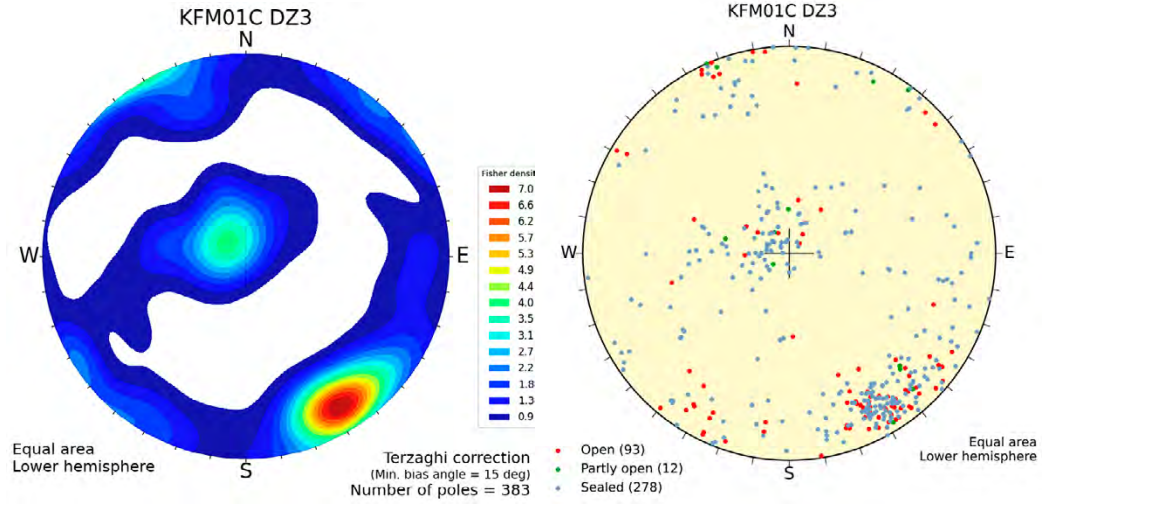 KFM01C DZ3
N
W
E
S
Fisher densit
7.0
6.6
6.2
5.7
5.3
4.9
4.4
4.0
3.5
3.1
2.7
2.2
1.8
1.3
0.9
Equal area
Lower hemisphere
Terzaghi correction
(Min. bias angle = 15 deg)
Number of poles = 383
KFM01C DZ3
N
W
E
S
Open (93)
Partly open (12)
Sealed (278)
Equal area
Lower hemisphere